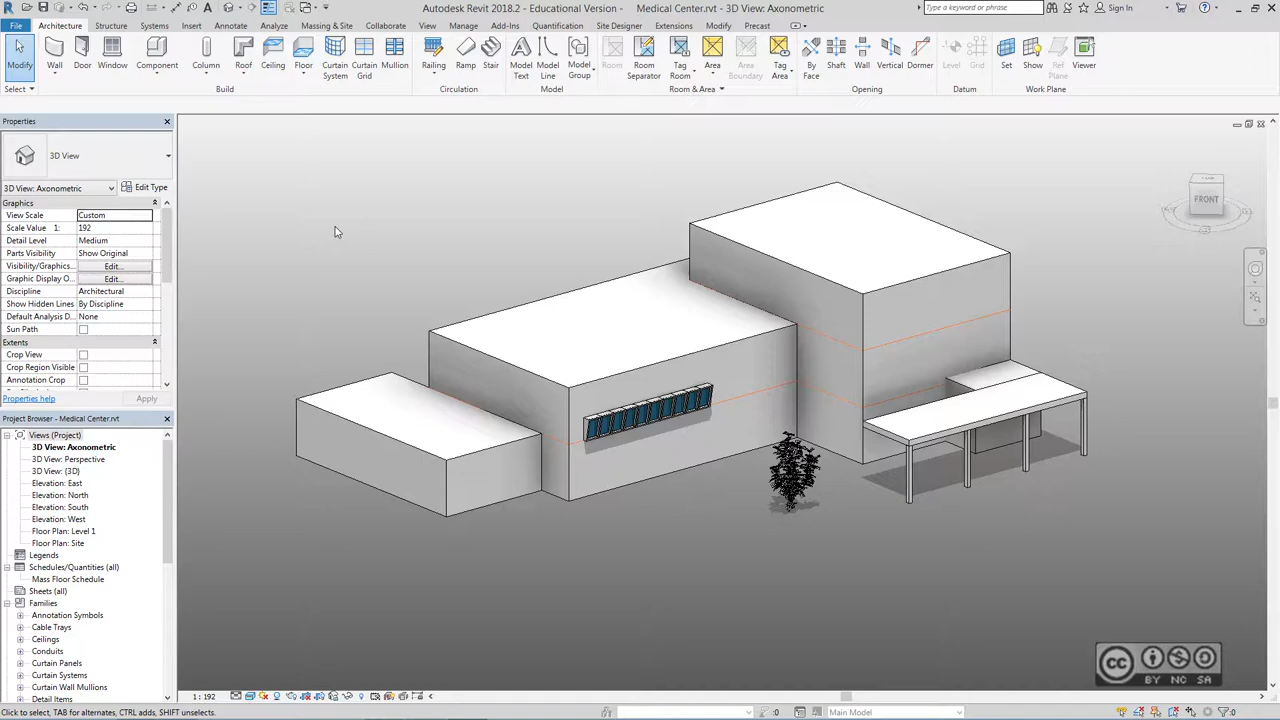 Autodesk Revit 2018.2 - Educational Version - Medical Center.rvt - 3D View: Axonometric
Type a keyword or phrase
Sign In
File Architecture Structure Systems Insert Annotate Analyze Massing & Site Collaborate View Manage Add-Ins Quantification Site Designer Extensions Modify Precast
Modify Wall Door Window Component Column Roof Ceiling Floor Curtain System Curtain Grid Mullion Railing Ramp Stair Model Text Model Line Model Group Room Room Separator Tag Room Area Area Boundary Tag Area By Face Shaft Wall Vertical Dormer Level Grid Set Show Ref Plane Viewer
Select Build Circulation Model Room & Area Opening Datum Work Plane
Properties
3D View
3D View: Axonometric Edit Type
Graphics
View Scale Custom
Scale Value 1: 192
Detail Level Medium
Parts Visibility Show Original
Visibility/Graphics... Edit...
Graphic Display O... Edit...
Discipline Architectural
Show Hidden Lines By Discipline
Default Analysis D... None
Sun Path
Extents
Crop View
Crop Region Visible
Annotation Crop
Properties help Apply
Project Browser - Medical Center.rvt
Views (Project)
3D View: Axonometric
3D View: Perspective
3D View: {3D}
Elevation: East
Elevation: North
Elevation: South
Elevation: West
Floor Plan: Level 1
Floor Plan: Site
Legends
Schedules/Quantities (all)
Mass Floor Schedule
Sheets (all)
Families
Annotation Symbols
Cable Trays
Ceilings
Conduits
Curtain Panels
Curtain Systems
Curtain Wall Mullions
Detail Items
FRONT
cc
BY NC SA
1 : 192
Click to select, TAB for alternates, CTRL adds, SHIFT unselects.
:0
Main Model
:0